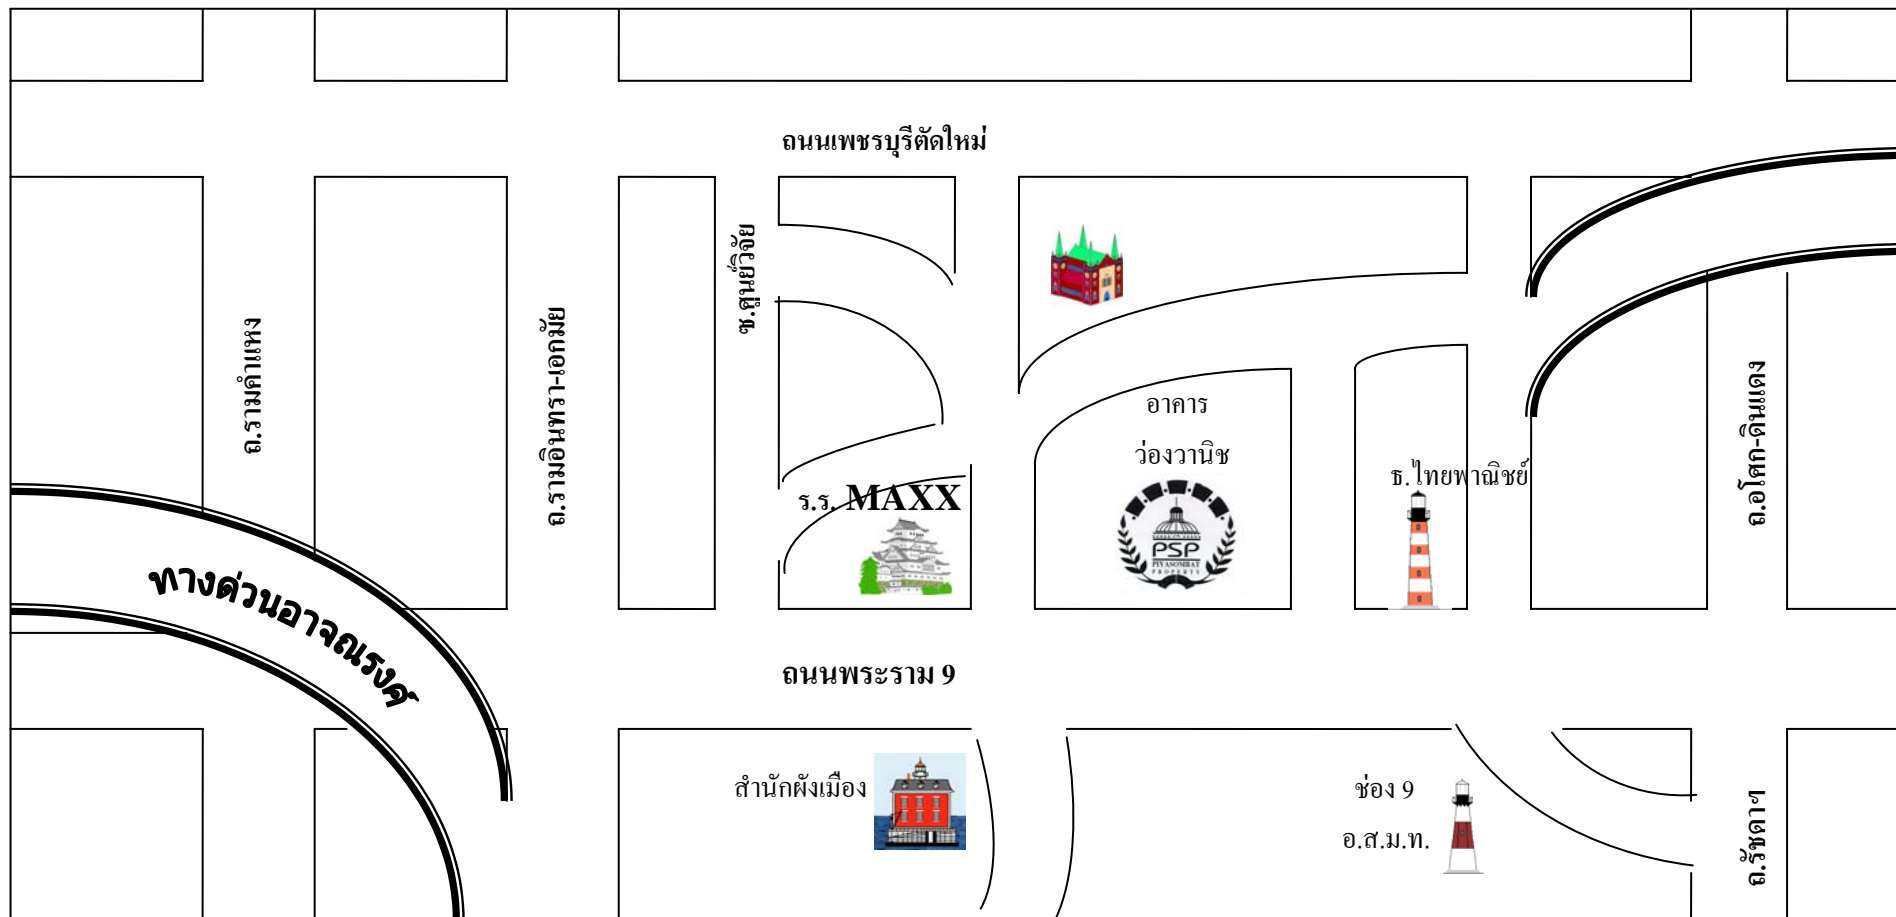 ถนนเพชรบุรีตัดใหม่
ซ.ศูนย์วิจัย
ถ.รามคำแหง
ถ.รามอินทรา-เอกมัย
ถ.อโศก-ดินแดง
อาคาร
ว่องวานิช
ธ.ไทยพาณิชย์
ร.ร. MAXX
PSP
PIYASOMBAT
PROPERTY
ทางด่วนอาจณรงค์
ถนนพระราม 9
สำนักผังเมือง
ช่อง 9
อ.ส.ม.ท.
ถ.รัชดาฯ